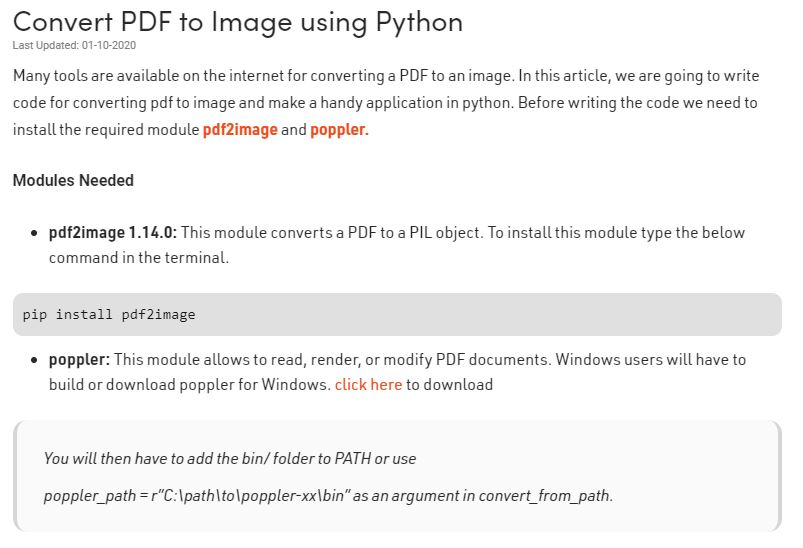 Convert PDF to Image using Python
Last Updated: 01-10-2020
Many tools are available on the internet for converting a PDF to an image. In this article, we are going to write
code for converting pdf to image and make a handy application in python. Before writing the code we need to
install the required module pdf2image and poppler.
Modules Needed
• pdf2image 1.14.0: This module converts a PDF to a PIL object. To install this module type the below
command in the terminal.
pip install pdf2image
• poppler: This module allows to read, render, or modify PDF documents. Windows users will have to
build or download poppler for Windows. click here to download
You will then have to add the bin/ folder to PATH or use
poppler_path = r"C:\path\to\poppler-xx\bin" as an argument in convert_from_path.